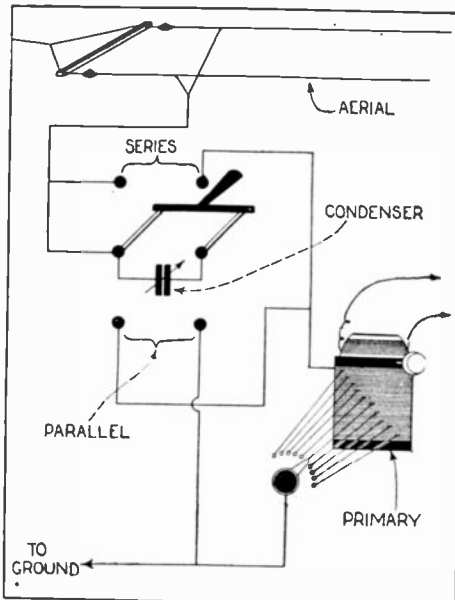 AERIAL
SERIES
CONDENSER
PARALLEL
PRIMARY
TO
GROUND